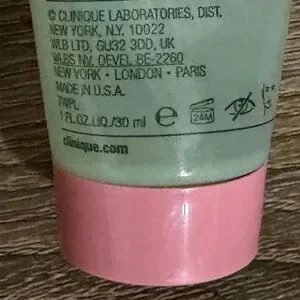 © CLINIQUE LABORATORIES, DIST.
NEW YORK, N.Y. 10022
WLB LTD, GU32 3DD, UK
WLBS NV. OEVEL BE-2260
NEW YORK • LONDON • PARIS
MADE IN U.S.A.
7WPL
1 FL.OZ.LIQ./30 ml ℮ 24M
clinique.com